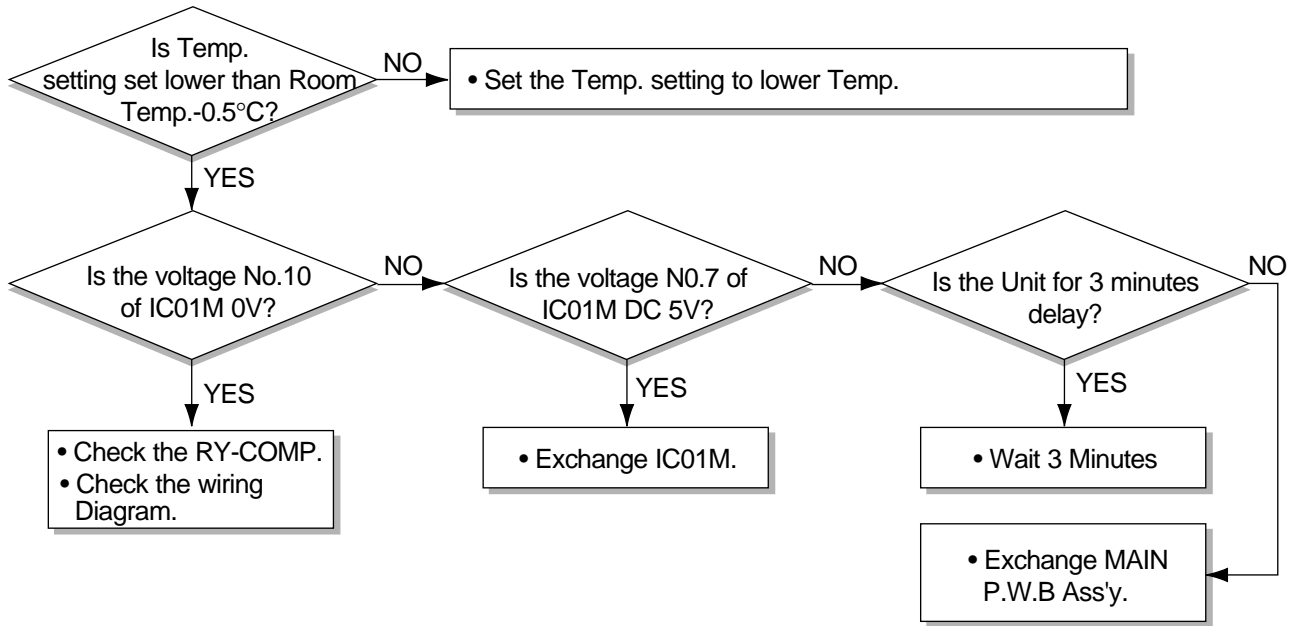 Is Temp.
setting set lower than Room
Temp.-0.5°C?
NO
• Set the Temp. setting to lower Temp.
YES
Is the voltage No.10
of IC01M 0V?
NO
Is the voltage N0.7 of
IC01M DC 5V?
NO
Is the Unit for 3 minutes
delay?
NO
YES
YES
YES
• Check the RY-COMP.
• Check the wiring
Diagram.
• Exchange IC01M.
• Wait 3 Minutes
• Exchange MAIN
P.W.B Ass'y.